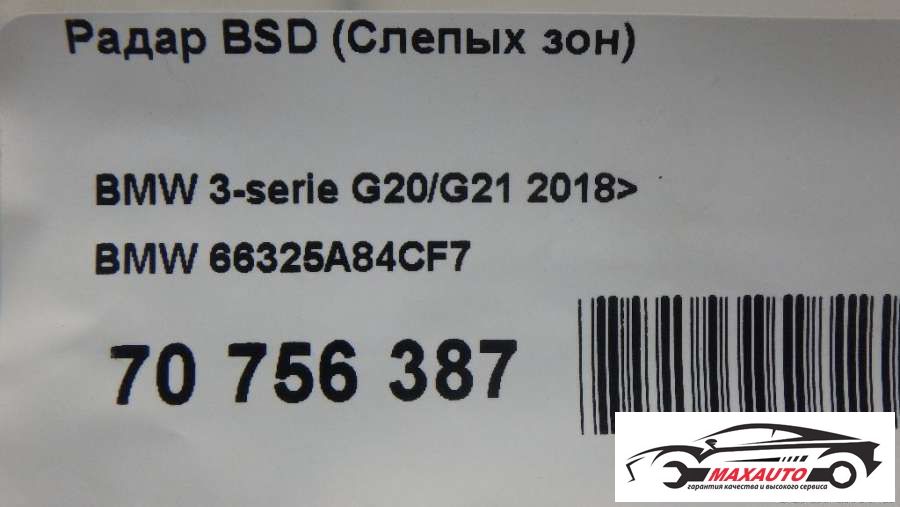 Радар BSD (Слепых зон)
BMW 3-serie G20/G21 2018>
BMW 66325A84CF7
70 756 387
MAXAUTO
гарантия качества и высокого сервиса